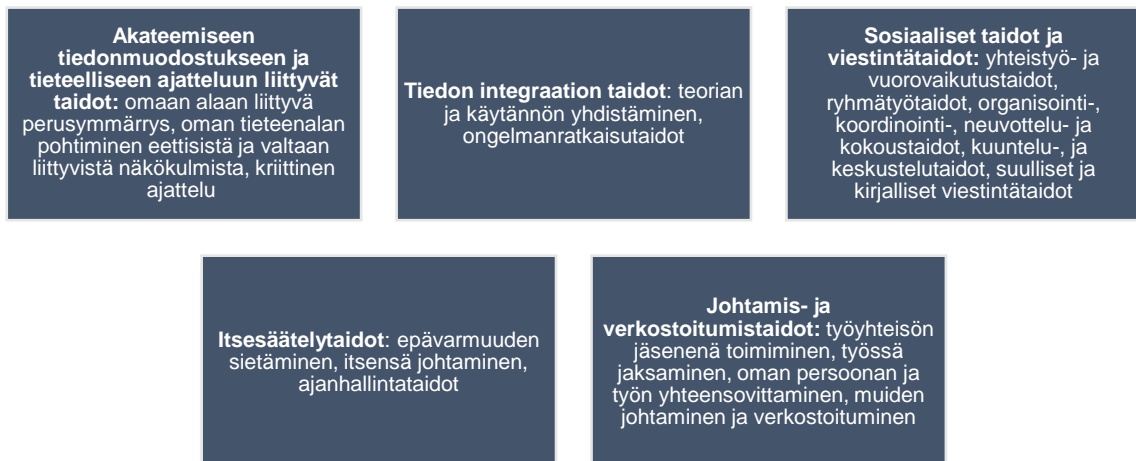 Akateemiseen
tiedonmuodostukseen ja
tieteelliseen ajatteluun liittyvät
taidot: omaan alaan liittyvä
perusymmärrys, oman tieteenalan
pohtiminen eettisistä ja valtaan
liittyvistä näkökulmista, kriittinen
ajattelu
Tiedon integraation taidot: teorian
ja käytännön yhdistäminen,
ongelmanratkaisutaidot
Sosiaaliset taidot ja
viestintätaidot: yhteistyö- ja
vuorovaikutustaidot,
ryhmätyötaidot, organisointi-,
koordinointi-, neuvottelu- ja
kokoustaidot, kuuntelu-, ja
keskustelutaidot, suulliset ja
kirjalliset viestintätaidot
Itsesäätelytaidot: epävarmuuden
sietäminen, itsensä johtaminen,
ajanhallintataidot
Johtamis- ja
verkostoitumistaidot: työyhteisön
jäsenenä toimiminen, työssä
jaksaminen, oman persoonan ja
työn yhteensovittaminen, muiden
johtaminen ja verkostoituminen